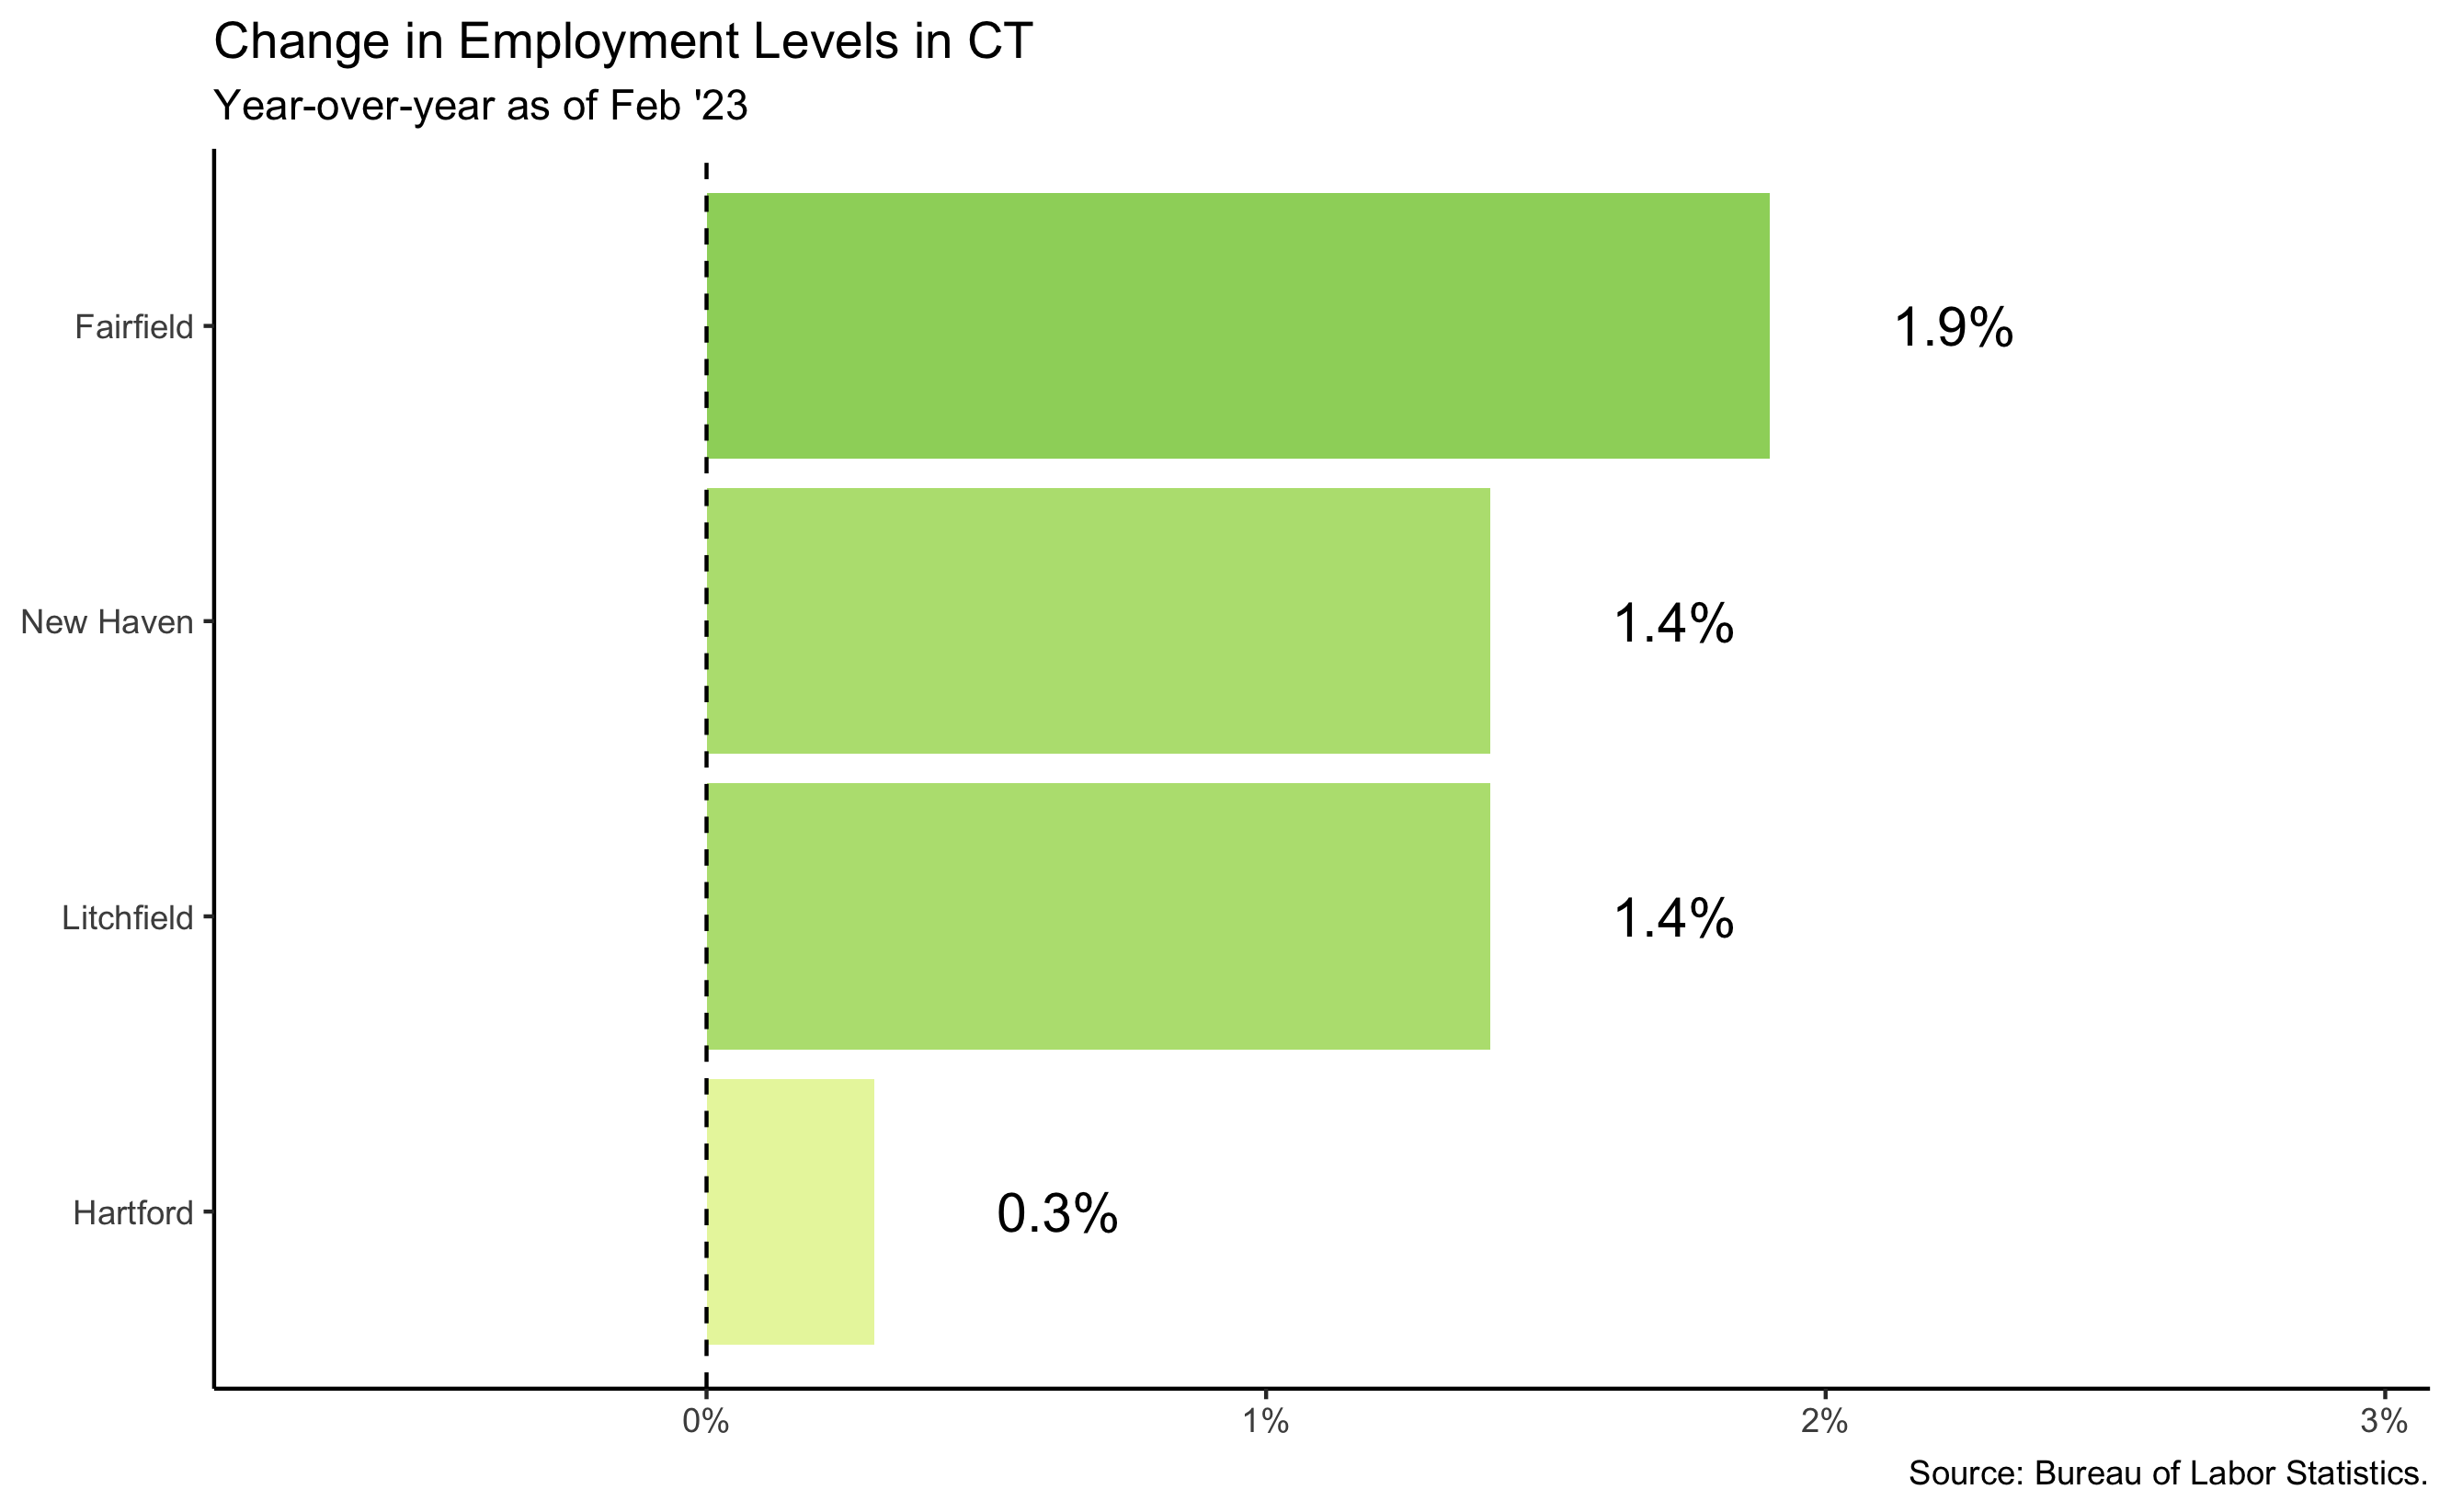 Change in Employment Levels in CT
Year-over-year as of Feb '23
Fairfield
1.9%
New Haven
1.4%
Litchfield
1.4%
Hartford
0.3%
0%
1%
2%
3%
Source: Bureau of Labor Statistics.